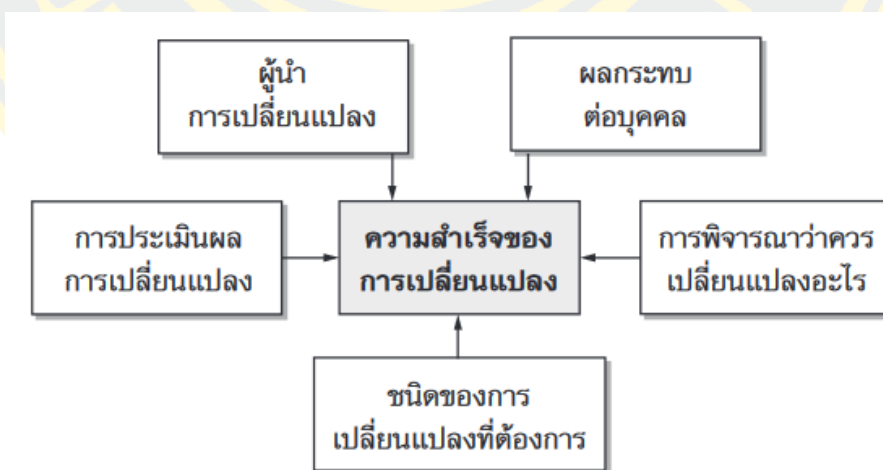 ผู้นำ
การเปลี่ยนแปลง
ผลกระทบ
ต่อบุคคล
การประเมินผล
การเปลี่ยนแปลง
ความสำเร็จของ
การเปลี่ยนแปลง
การพิจารณาว่าควร
เปลี่ยนแปลงอะไร
ชนิดของการ
เปลี่ยนแปลงที่ต้องการ